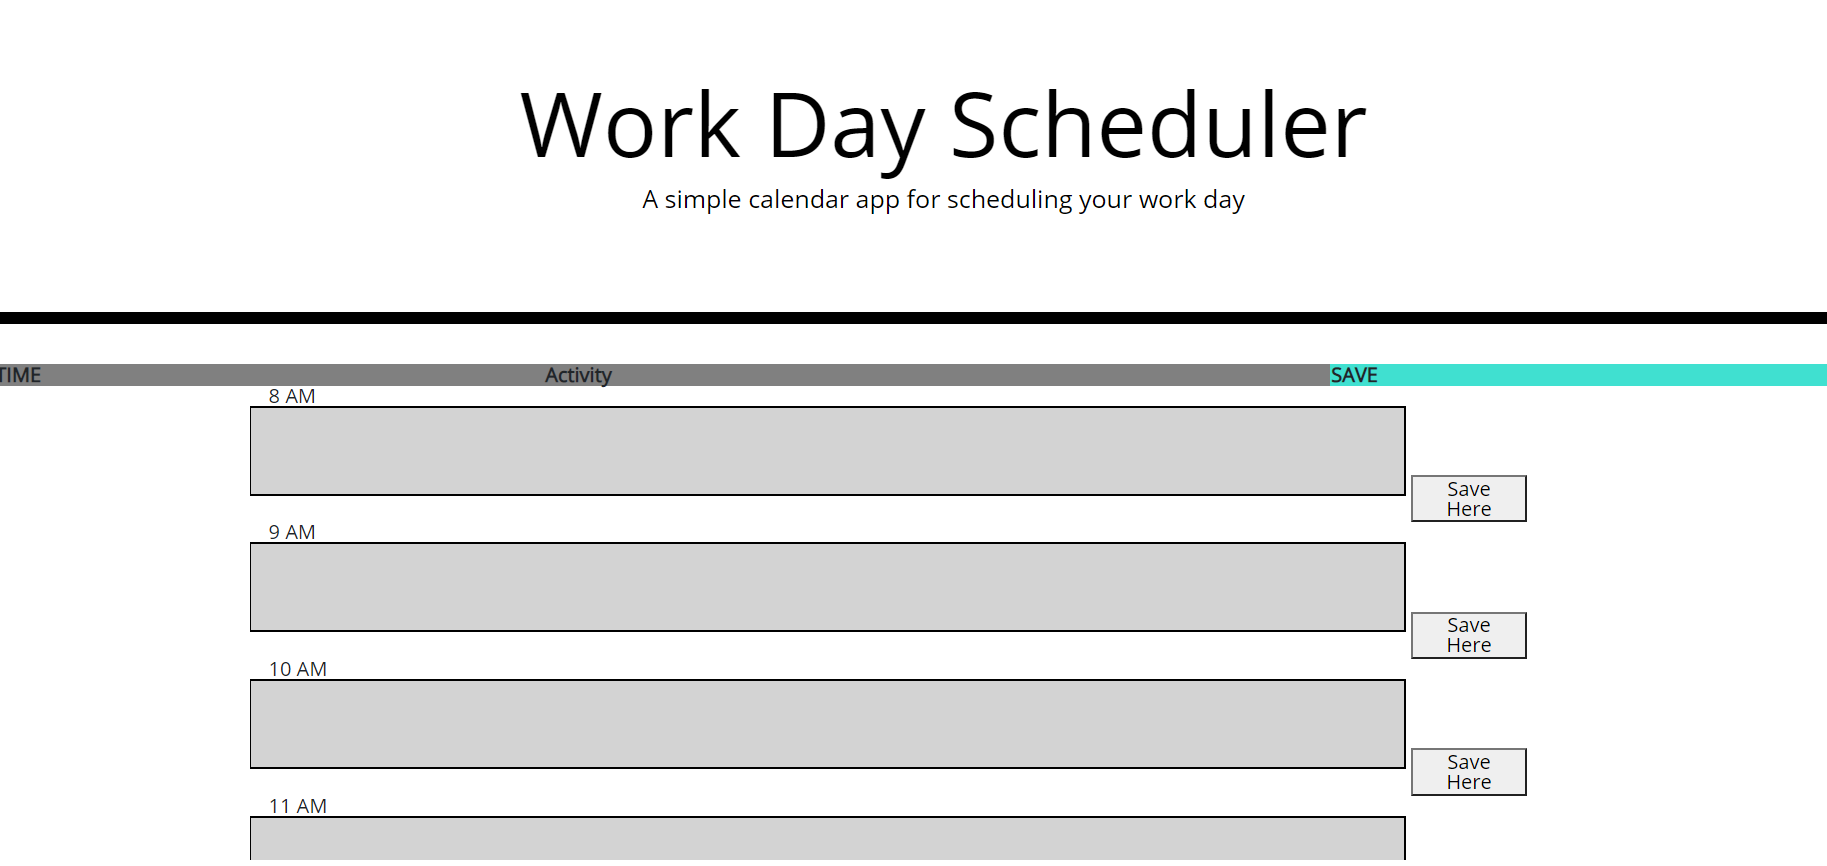 Work Day Scheduler
A simple calendar app for scheduling your work day
TIME Activity SAVE
8 AM
Save
Here
9 AM
Save
Here
10 AM
Save
Here
11 AM